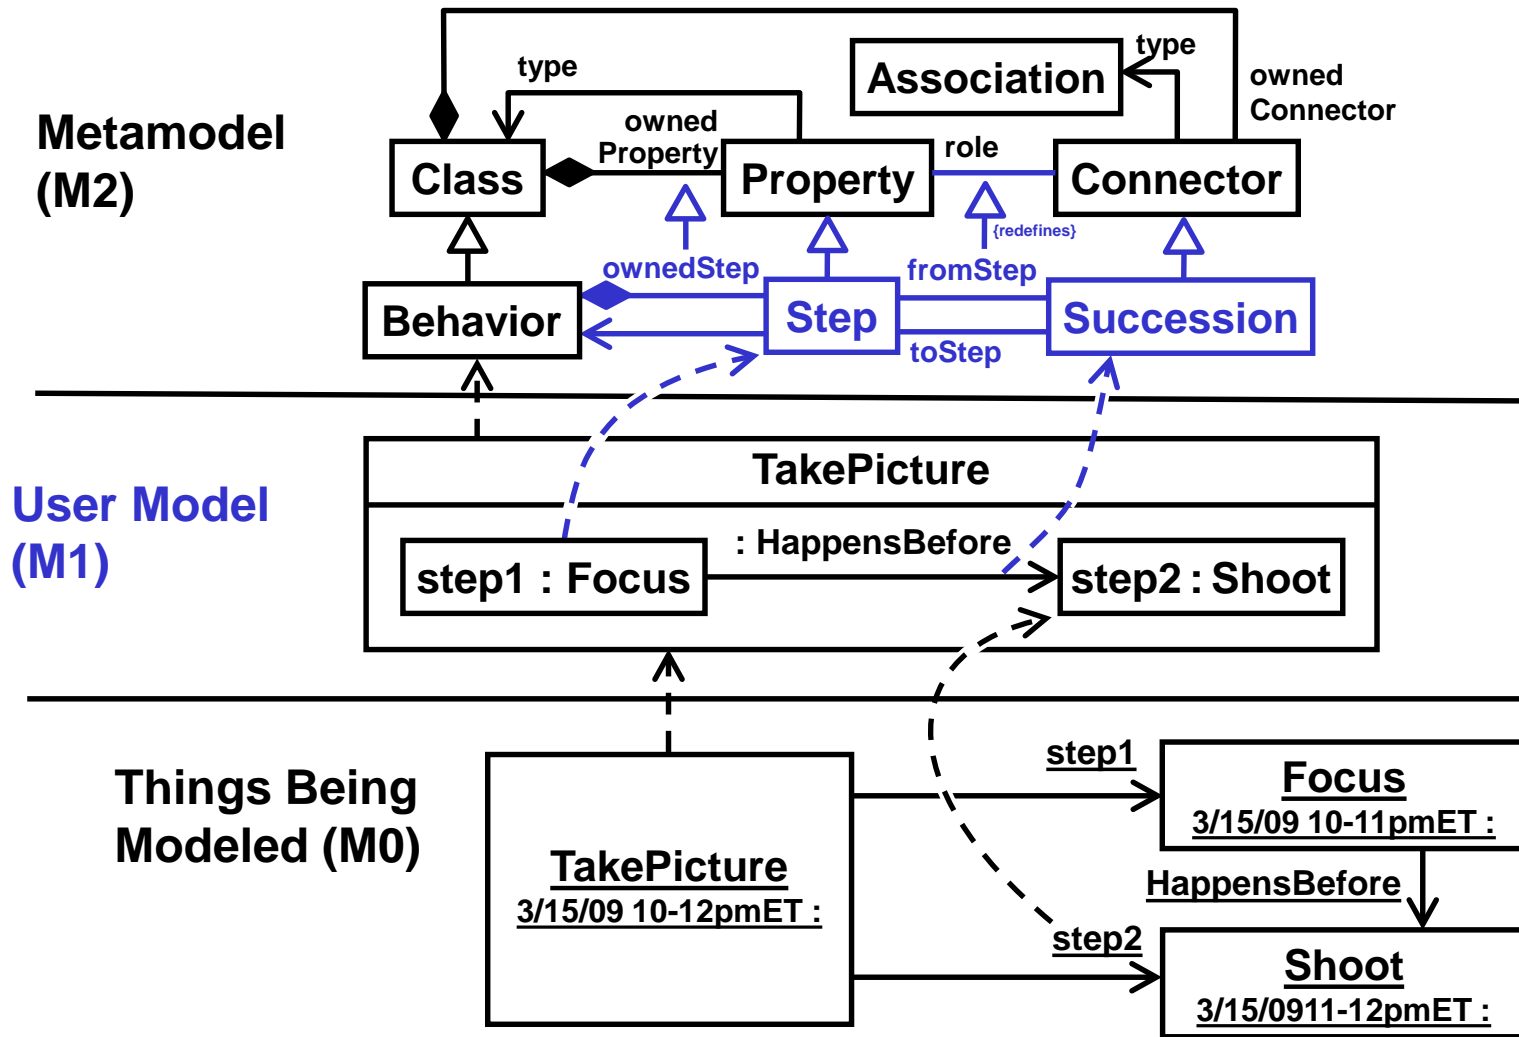 type
Association
type
owned
Connector
Metamodel
(M2)
owned
Property
Class
Property
role
Connector
{redefines}
ownedStep
fromStep
Behavior
Step
Succession
toStep
User Model
(M1)
TakePicture
: HappensBefore
step1 : Focus
step2 : Shoot
Things Being
Modeled (M0)
TakePicture
3/15/09 10-12pmET :
step1
Focus
3/15/09 10-11pmET :
HappensBefore
step2
Shoot
3/15/0911-12pmET :